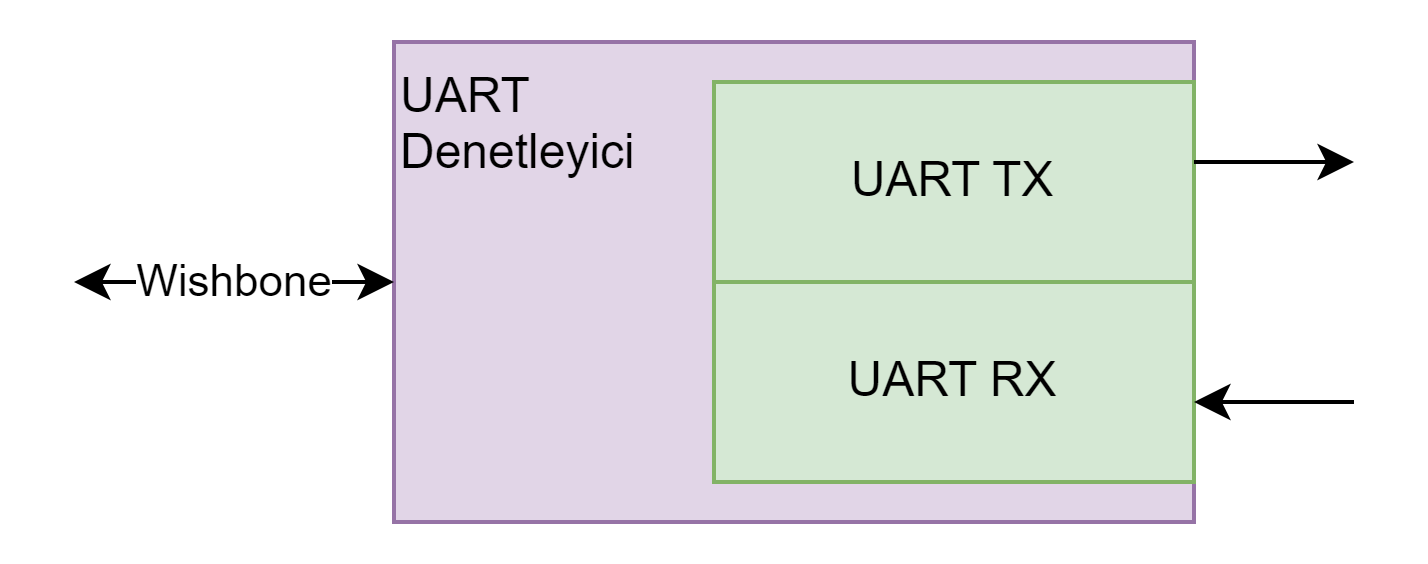 UART
Denetleyici
UART TX
Wishbone
UART RX